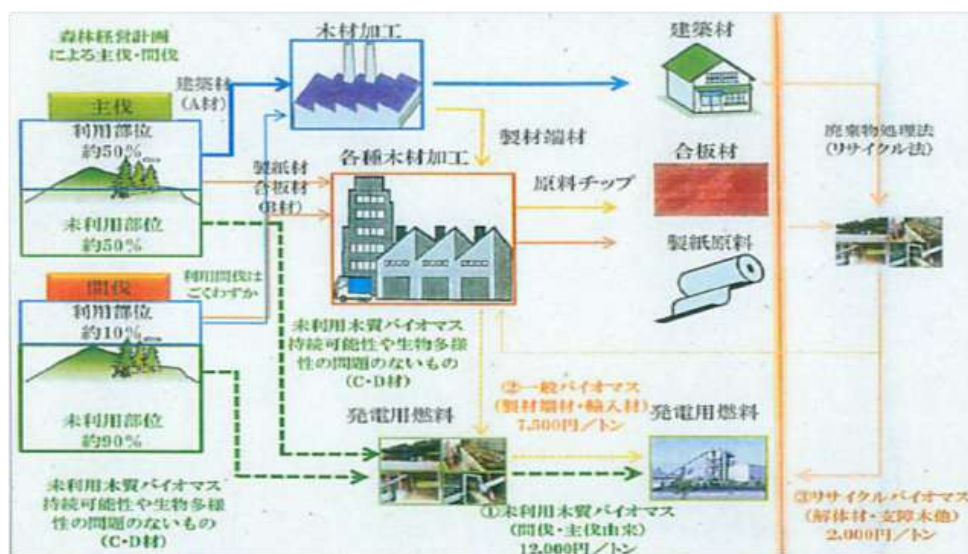 森林経営計画
による主伐・間伐
木材加工
建築材
建築材
(A材)
主伐
利用部位
約50%
未利用部位
約50%
製紙材
合板材
(B材)
製材端材
各種木材加工
原料チップ
合板材
製紙原料
廃棄物処理法
(リサイクル法)
間伐
利用部位
約10%
未利用部位
約90%
利用間伐は
ごくわずか
未利用木質バイオマス
持続可能性や生物多様
性の問題のないもの
(C・D材)
②一般バイオマス
(製材端材・輸入材)
7,500円/トン
発電用燃料
発電用燃料
未利用木質バイオマス
持続可能性や生物多様
性の問題のないもの
(C・D材)
①未利用木質バイオマス
(間伐・主伐由来)
12,000円/トン
③リサイクルバイオマス
(解体材・支障木他)
2,000円/トン